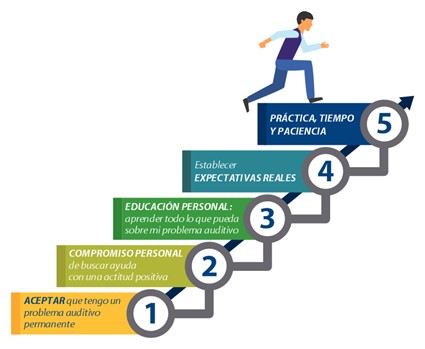 PRÁCTICA, TIEMPO
Y PACIENCIA
5
Establecer
EXPECTATIVAS REALES
4
EDUCACIÓN PERSONAL:
aprender todo lo que pueda
sobre mi problema auditivo
3
COMPROMISO PERSONAL
de buscar ayuda
con una actitud positiva
2
ACEPTAR que tengo un
problema auditivo
permanente
1